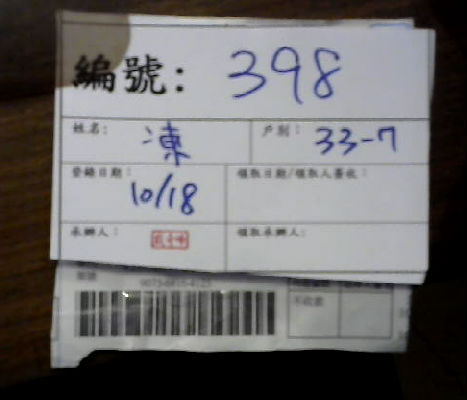 編號: 398
姓名: 凍
戶別: 33-7
登錄日期: 10/18
領取日期/領取人簽收:
承辦人:
領取承辦人: